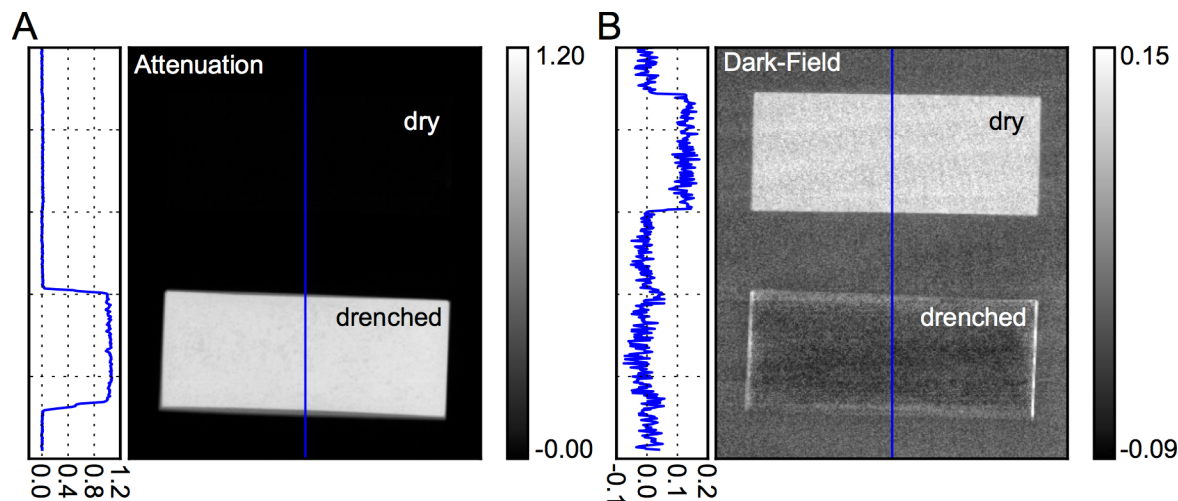 A
Attenuation
dry
drenched
1.20
-0.00
0.0
0.4
0.8
1.2
B
Dark-Field
dry
drenched
0.15
-0.09
-0.1
0.0
0.1
0.2